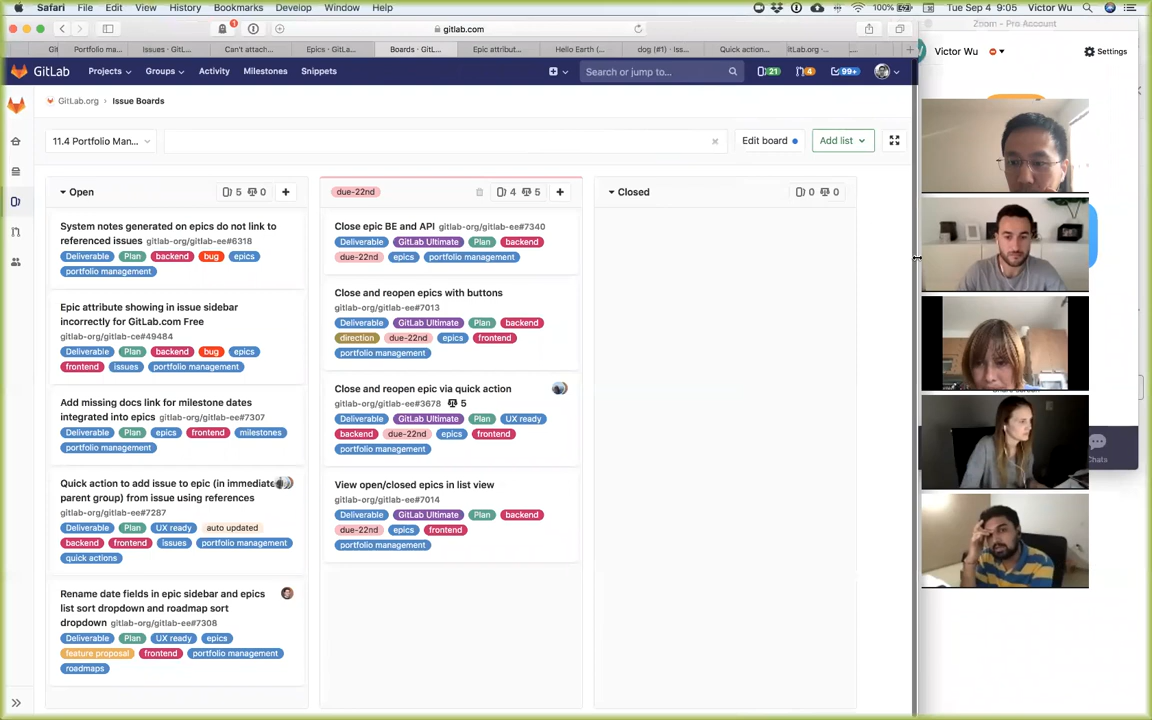 Safari File Edit View History Bookmarks Develop Window Help
100% Tue Sep 4 9:05 Victor Wu
Zoom - Pro Account
1
gitlab.com
Gi Portfolio ma... Issues · GitL... Can't attach... Epics · GitLa... Boards · GitL... Epic attribut... Hello Earth (... dog (#1) · Iss... Quick action... itLab.org ·...
GitLab Projects Groups Activity Milestones Snippets
Search or jump to... 21 4 99+
Victor Wu Settings
GitLab.org › Issue Boards
11.4 Portfolio Man... Edit board Add list
Open 5 0
System notes generated on epics do not link to
referenced issues gitlab-org/gitlab-ee#6318
Deliverable Plan backend bug epics
portfolio management
Epic attribute showing in issue sidebar
incorrectly for GitLab.com Free
gitlab-org/gitlab-ce#49484
Deliverable Plan backend bug epics
frontend issues portfolio management
Add missing docs link for milestone dates
integrated into epics gitlab-org/gitlab-ee#7307
Deliverable Plan epics frontend milestones
portfolio management
Quick action to add issue to epic (in immediate
parent group) from issue using references
gitlab-org/gitlab-ee#7287
Deliverable Plan UX ready auto updated
backend frontend issues portfolio management
quick actions
Rename date fields in epic sidebar and epics
list sort dropdown and roadmap sort
dropdown gitlab-org/gitlab-ee#7308
Deliverable Plan UX ready epics
feature proposal frontend portfolio management
roadmaps
due-22nd 4 5
Close epic BE and API gitlab-org/gitlab-ee#7340
Deliverable GitLab Ultimate Plan backend
due-22nd epics portfolio management
Close and reopen epics with buttons
gitlab-org/gitlab-ee#7013
Deliverable GitLab Ultimate Plan backend
direction due-22nd epics frontend
portfolio management
Close and reopen epic via quick action
gitlab-org/gitlab-ee#3678 5
Deliverable GitLab Ultimate Plan UX ready
backend due-22nd epics frontend
portfolio management
View open/closed epics in list view
gitlab-org/gitlab-ee#7014
Deliverable GitLab Ultimate Plan backend
due-22nd epics frontend
portfolio management
Closed 0 0
Chats